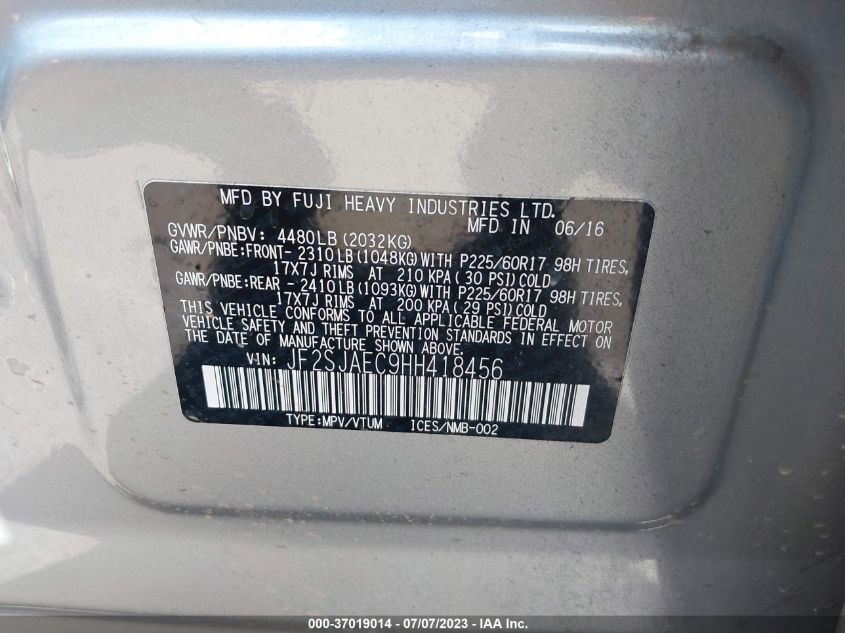 MFD BY FUJI HEAVY INDUSTRIES LTD.
MFD IN 06/16
GVWR/PNBV: 4480LB(2032KG)
GAWR/PNBE:FRONT- 2310LB(1048KG)WITH P225/60R17 98H TIRES,
17X7J RIMS AT 210 KPA(30 PSI)COLD
GAWR/PNBE:REAR - 2410LB(1093KG)WITH P225/60R17 98H TIRES,
17X7J RIMS AT 200 KPA(29 PSI)COLD
THIS VEHICLE CONFORMS TO ALL APPLICABLE FEDERAL MOTOR
VEHICLE SAFETY AND THEFT PREVENTION STANDARDS IN EFFECT ON
THE DATE OF MANUFACTURE SHOWN ABOVE.
VIN: JF2SJAEC9HH418456
TYPE:MPV/VTUM ICES/NMB-002
000-37019014 - 07/07/2023 - © IAA Inc.